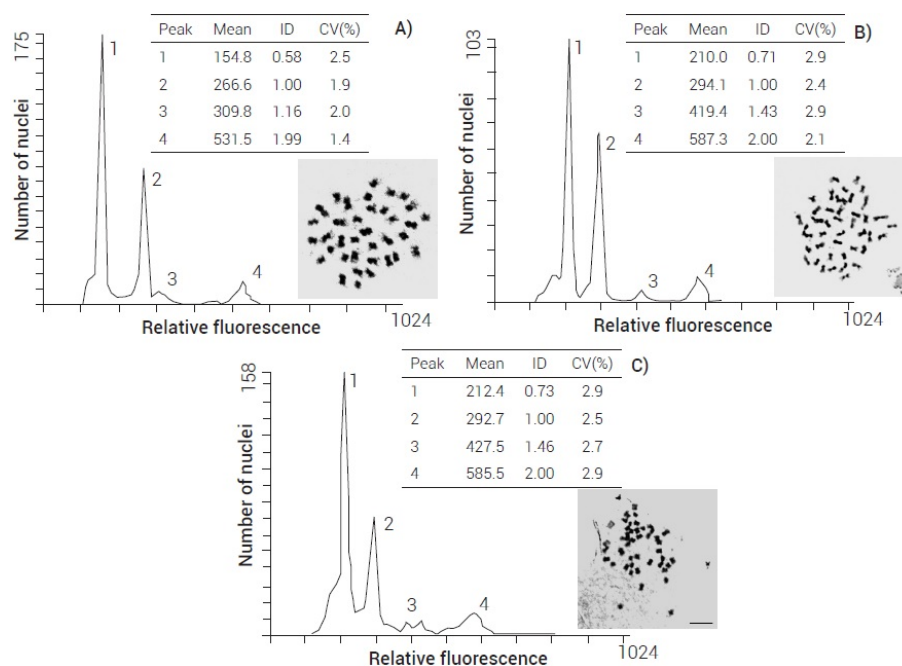 A)
Peak Mean ID CV(%)
1 154.8 0.58 2.5
2 266.6 1.00 1.9
3 309.8 1.16 2.0
4 531.5 1.99 1.4
175
1
2
3
4
Number of nuclei
Relative fluorescence
1024
B)
Peak Mean ID CV(%)
1 210.0 0.71 2.9
2 294.1 1.00 2.4
3 419.4 1.43 2.9
4 587.3 2.00 2.1
103
1
2
3
4
Number of nuclei
Relative fluorescence
1024
C)
Peak Mean ID CV(%)
1 212.4 0.73 2.9
2 292.7 1.00 2.5
3 427.5 1.46 2.7
4 585.5 2.00 2.9
158
1
2
3
4
Number of nuclei
Relative fluorescence
1024